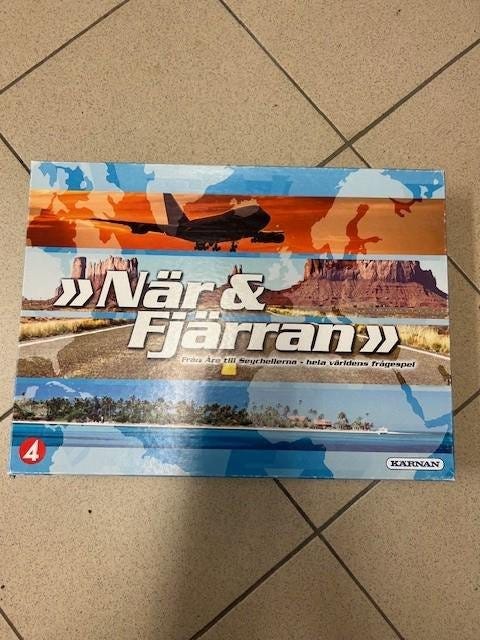 »När &
Fjärran»
Från Åre till Seychellerna - hela världens frågespel
4
KÄRNAN